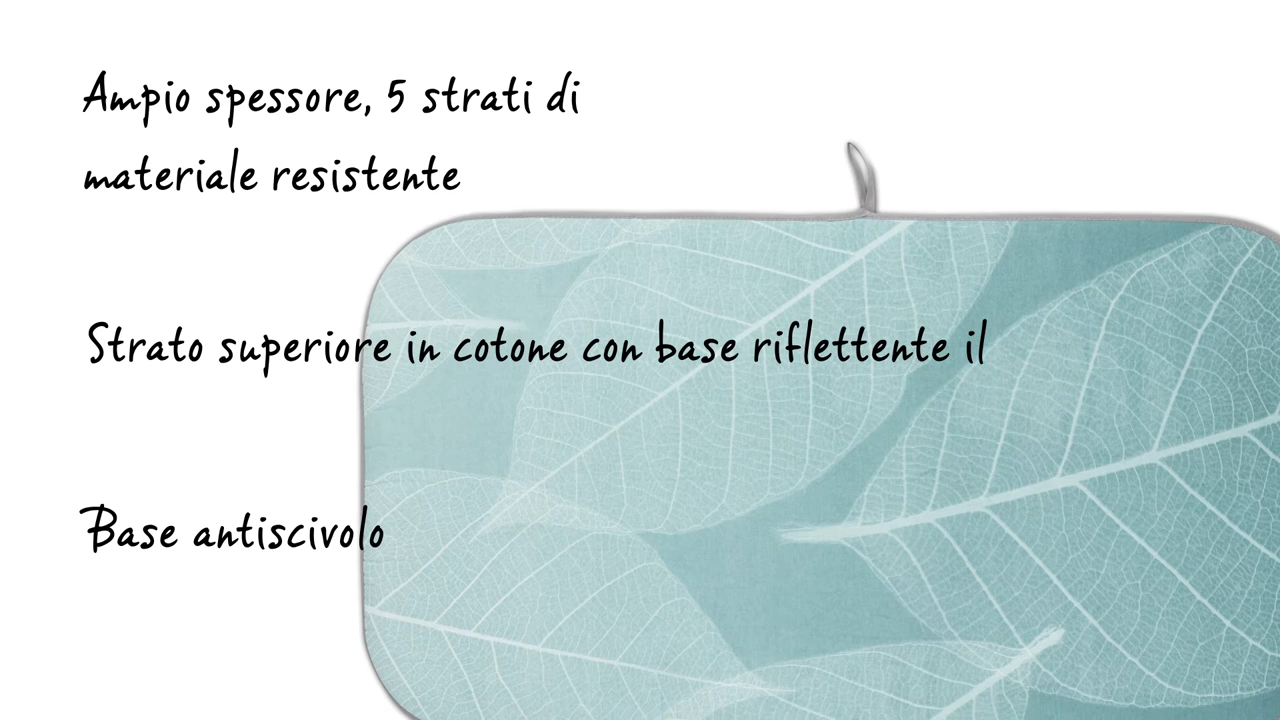 Ampio spessore, 5 strati di
materiale resistente
Strato superiore in cotone con base riflettente il
Base antiscivolo